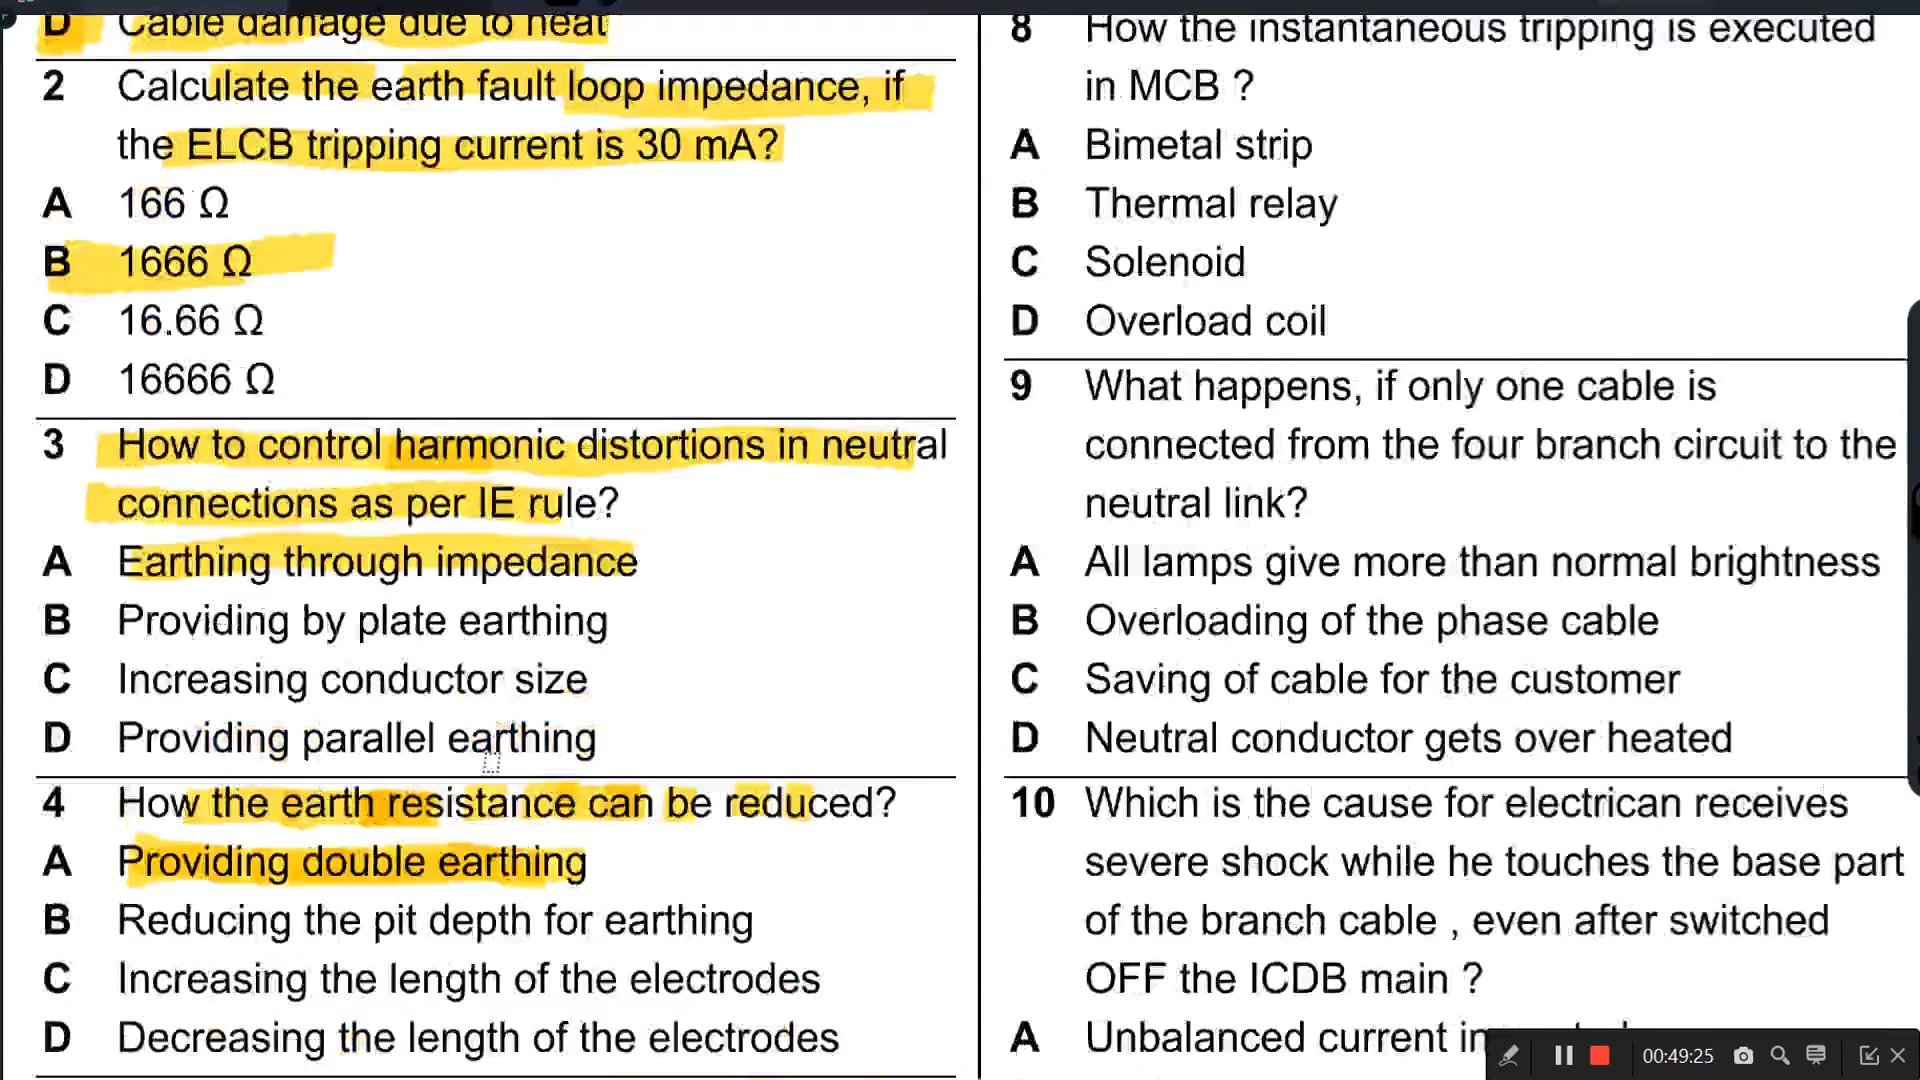 D Cable damage due to heat
2 Calculate the earth fault loop impedance, if
the ELCB tripping current is 30 mA?
A 166 Ω
B 1666 Ω
C 16.66 Ω
D 16666 Ω
3 How to control harmonic distortions in neutral
connections as per IE rule?
A Earthing through impedance
B Providing by plate earthing
C Increasing conductor size
D Providing parallel earthing
4 How the earth resistance can be reduced?
A Providing double earthing
B Reducing the pit depth for earthing
C Increasing the length of the electrodes
D Decreasing the length of the electrodes
8 How the instantaneous tripping is executed
in MCB ?
A Bimetal strip
B Thermal relay
C Solenoid
D Overload coil
9 What happens, if only one cable is
connected from the four branch circuit to the
neutral link?
A All lamps give more than normal brightness
B Overloading of the phase cable
C Saving of cable for the customer
D Neutral conductor gets over heated
10 Which is the cause for electrican receives
severe shock while he touches the base part
of the branch cable , even after switched
OFF the ICDB main ?
A Unbalanced current in
00:49:25